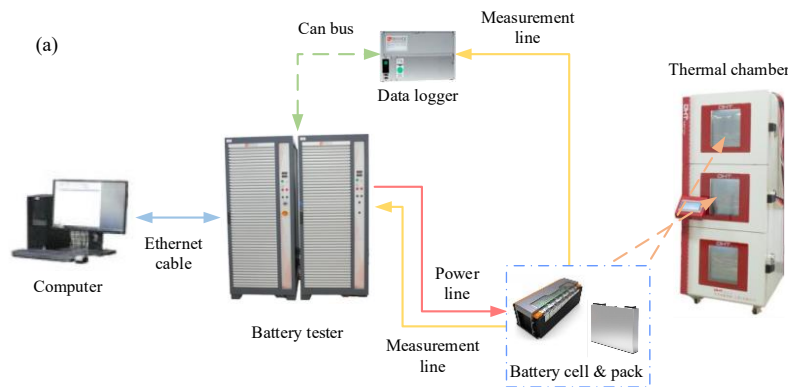 Can bus
Measurement
line
(a)
Data logger
Thermal chamber
Ethernet
cable
Computer
Power
line
Battery tester
Measurement
line
Battery cell & pack